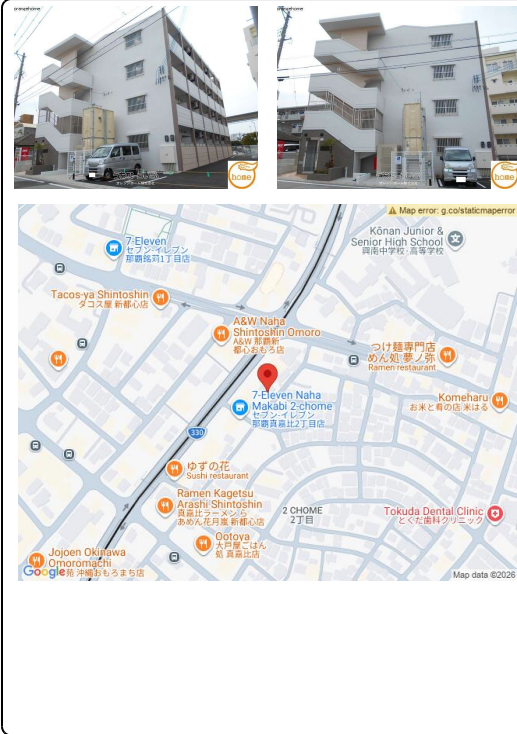 orangehome
orangehome
home
home
Map error: g.co/staticmaperror
Kōnan Junior &
Senior High School
興南中学校·高等学校
7-Eleven
セブン-イレブン
那覇銘苅1丁目店
Tacos-ya Shintoshin
タコス屋 新都心店
A&W Naha
Shintoshin Omoro
A&W 那覇新
都心おもろ店
つけ麺専門店
めん処 夢ノ弥
Ramen restaurant
7-Eleven Naha
Makabi 2-chome
セブン-イレブン
那覇真嘉比2丁目店
Komeharu
お米と肴の店 米はる
330
ゆずの花
Sushi restaurant
Ramen Kagetsu
Arashi Shintoshin
真嘉比ラーメン ら
あめん花月嵐 新都心店
2 CHOME
2丁目
Tokuda Dental Clinic
とくだ歯科クリニック
Ootoya
大戸屋ごはん
処 真嘉比店
Jojoen Okinawa
Omoromachi
苑 沖縄おもろまち店
Google
Map data ©2026